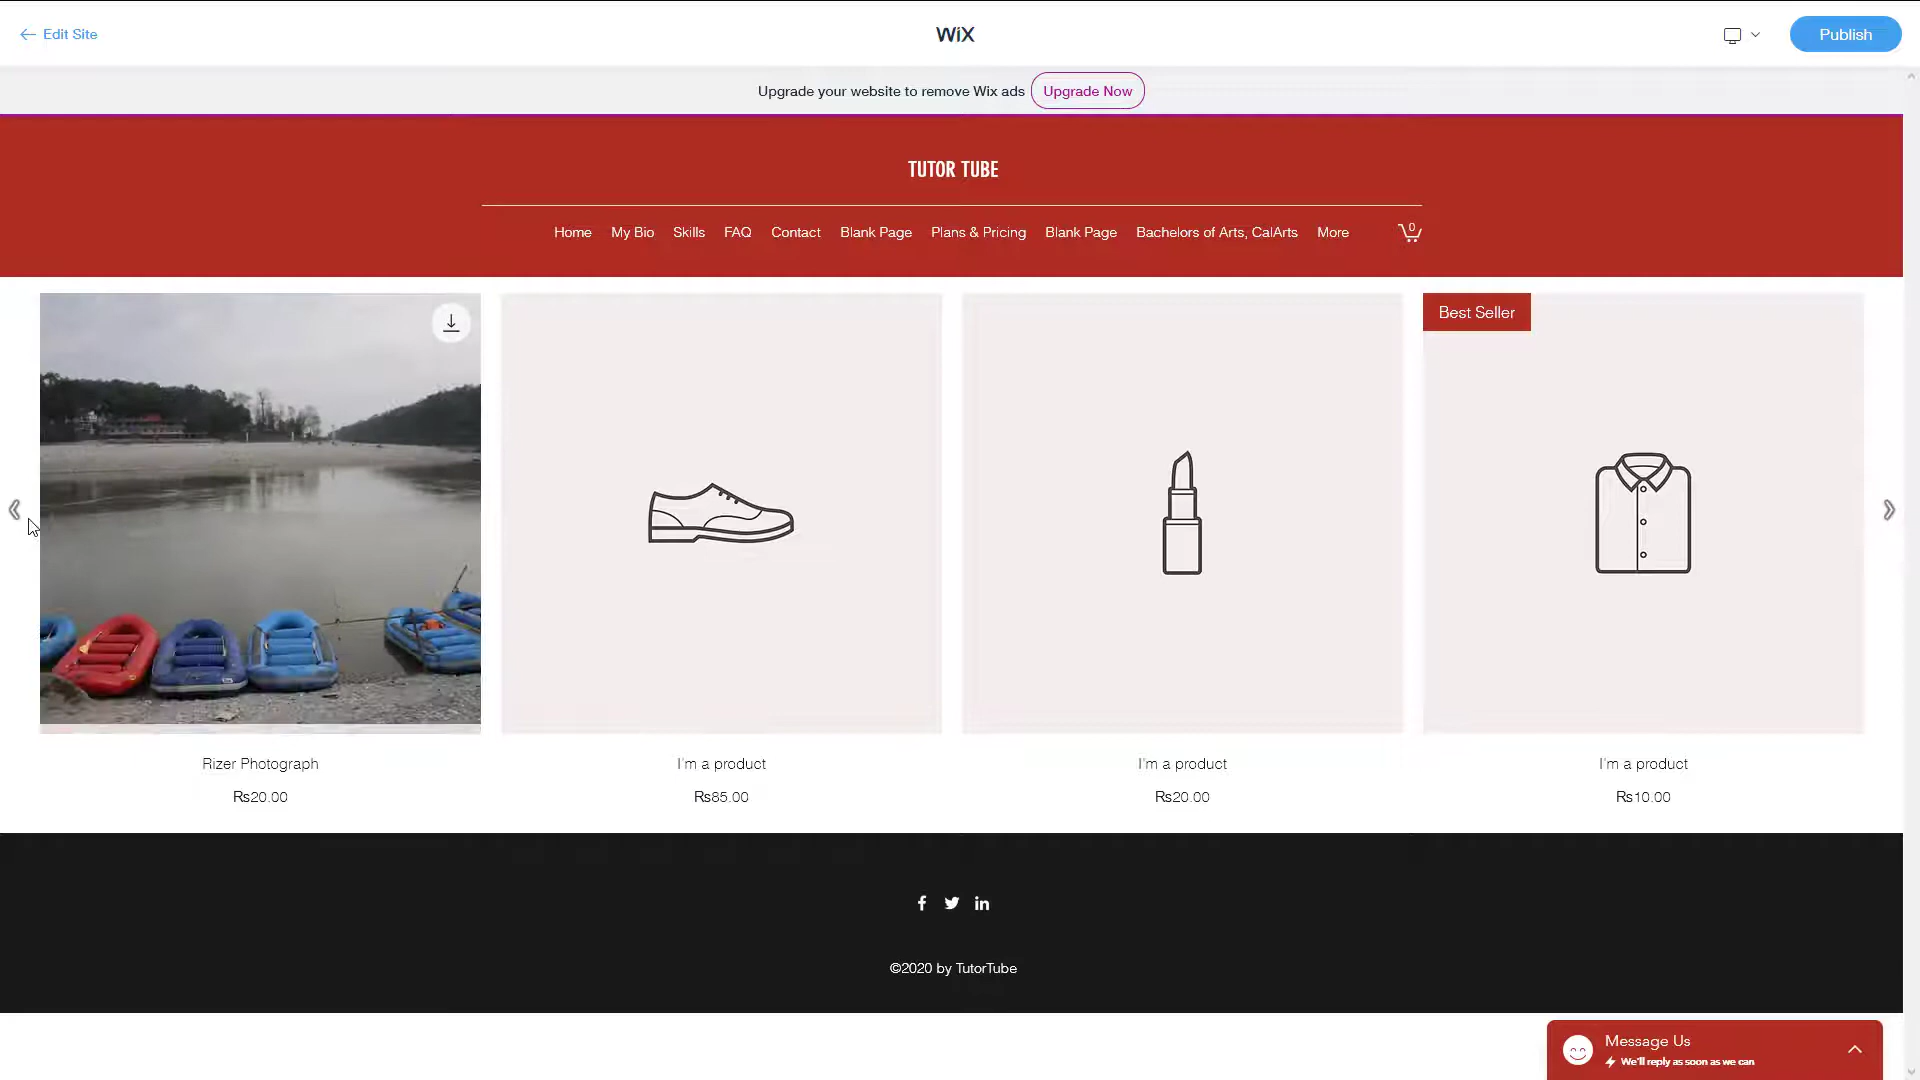 Edit Site
WiX
Publish
Upgrade your website to remove Wix ads
Upgrade Now
TUTOR TUBE
Home My Bio Skills FAQ Contact Blank Page Plans & Pricing Blank Page Bachelors of Arts, CalArts More
0
Best Seller
Rizer Photograph
I'm a product
I'm a product
I'm a product
Rs20.00
Rs85.00
Rs20.00
Rs10.00
©2020 by TutorTube
Message Us
We'll reply as soon as we can